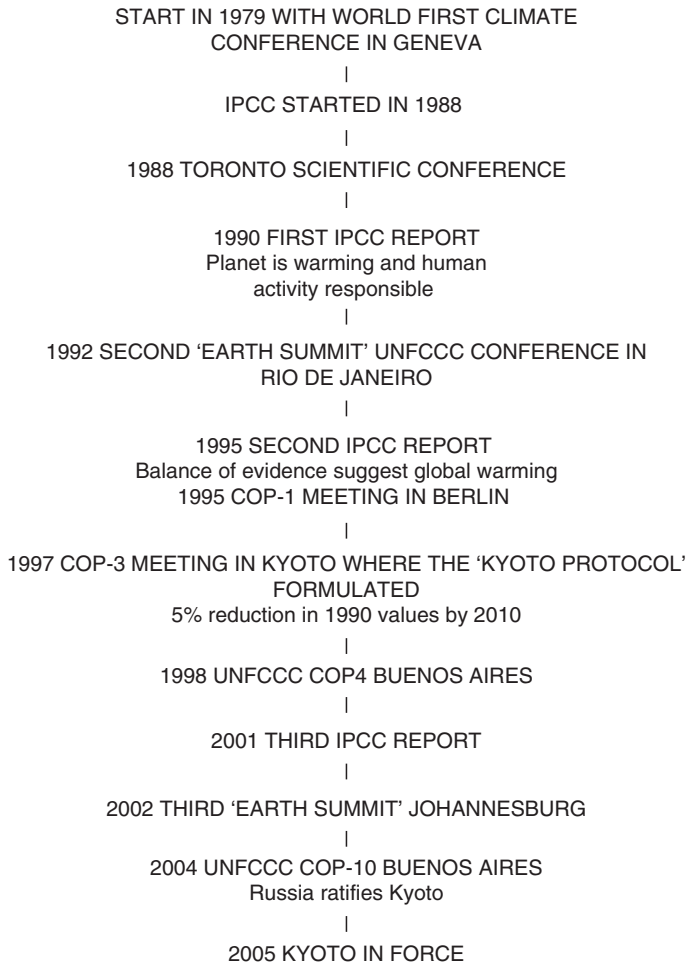 START IN 1979 WITH WORLD FIRST CLIMATE
CONFERENCE IN GENEVA
IPCC STARTED IN 1988
1988 TORONTO SCIENTIFIC CONFERENCE
1990 FIRST IPCC REPORT
Planet is warming and human
activity responsible
1992 SECOND ‘EARTH SUMMIT’ UNFCCC CONFERENCE IN
RIO DE JANEIRO
1995 SECOND IPCC REPORT
Balance of evidence suggest global warming
1995 COP-1 MEETING IN BERLIN
1997 COP-3 MEETING IN KYOTO WHERE THE ‘KYOTO PROTOCOL’
FORMULATED
5% reduction in 1990 values by 2010
1998 UNFCCC COP4 BUENOS AIRES
2001 THIRD IPCC REPORT
2002 THIRD ‘EARTH SUMMIT’ JOHANNESBURG
2004 UNFCCC COP-10 BUENOS AIRES
Russia ratifies Kyoto
2005 KYOTO IN FORCE